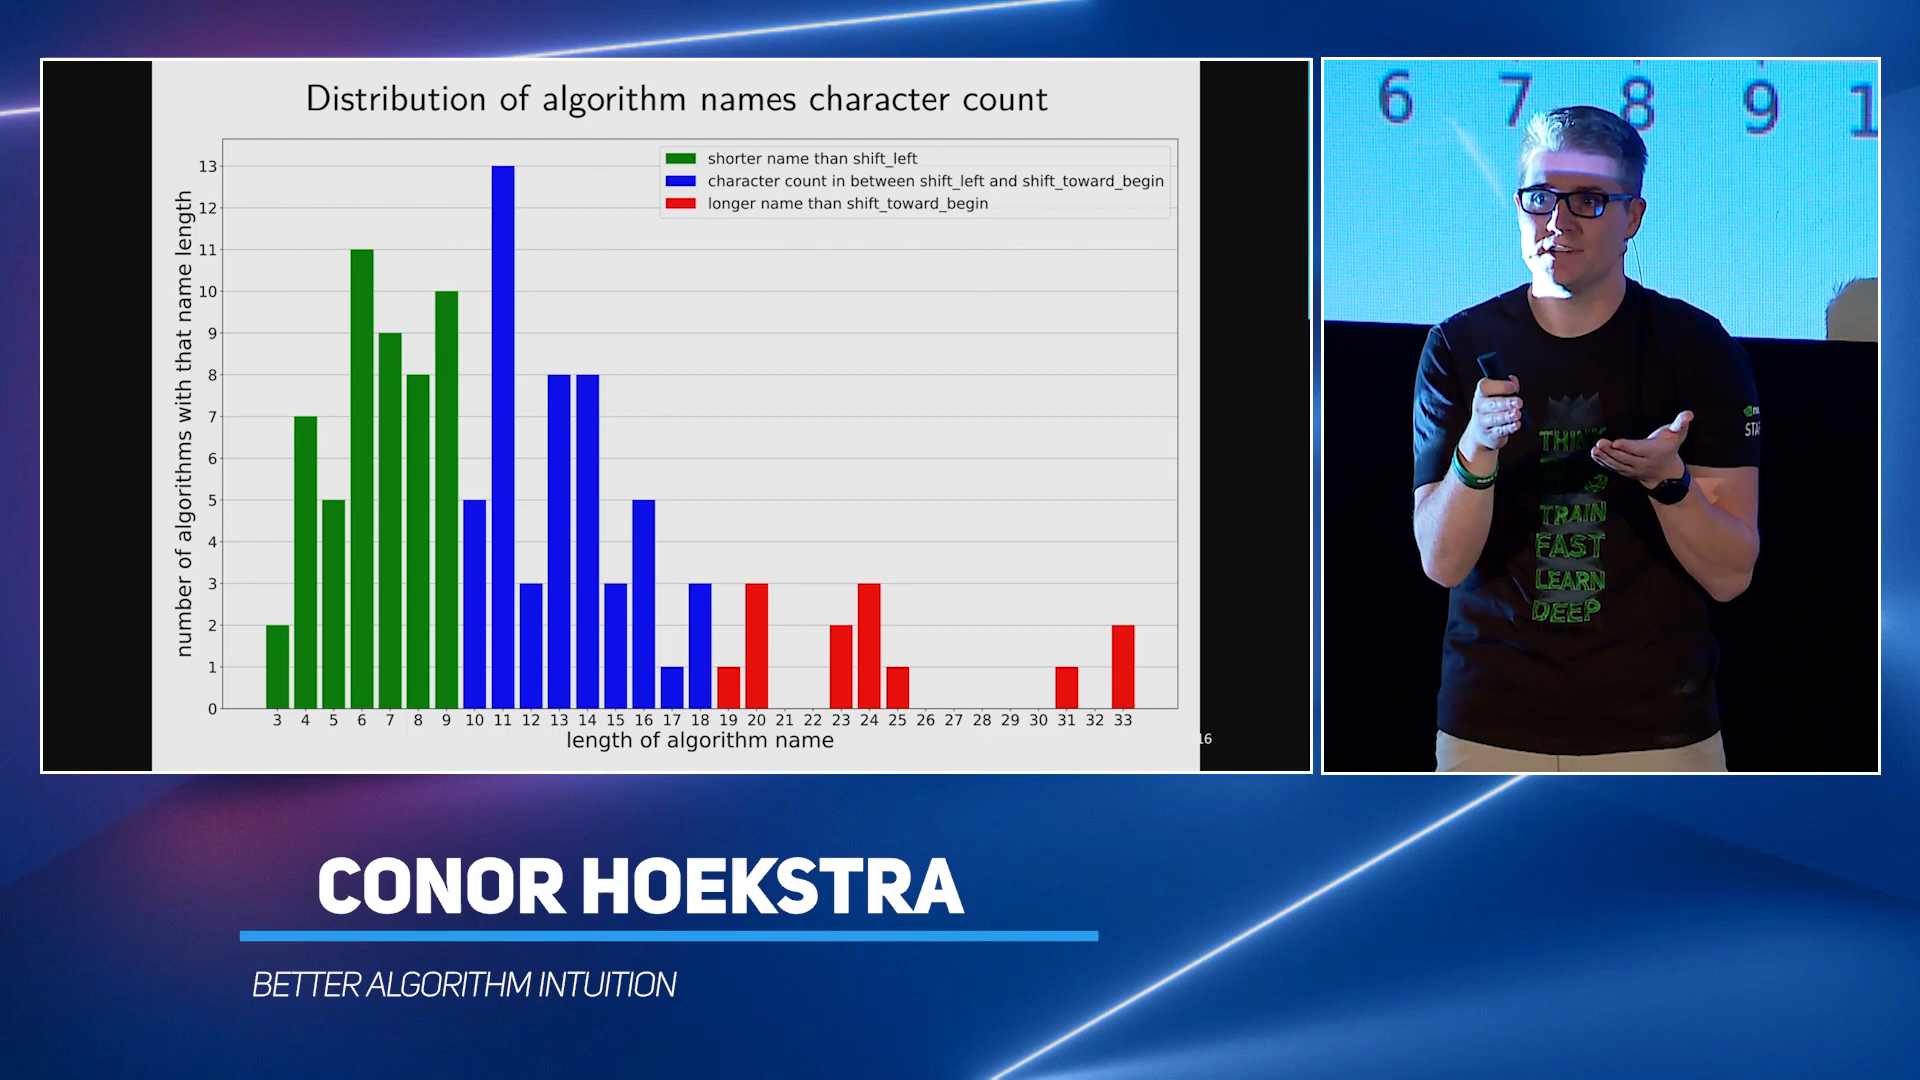 Distribution of algorithm names character count
shorter name than shift_left
character count in between shift_left and shift_toward_begin
longer name than shift_toward_begin
number of algorithms with that name length
13
12
11
10
9
8
7
6
5
4
3
2
1
0
3 4 5 6 7 8 9 10 11 12 13 14 15 16 17 18 19 20 21 22 23 24 25 26 27 28 29 30 31 32 33
length of algorithm name
16
6 7 8 9 1
THINK
TRAIN
FAST
LEARN
DEEP
CONOR HOEKSTRA
BETTER ALGORITHM INTUITION